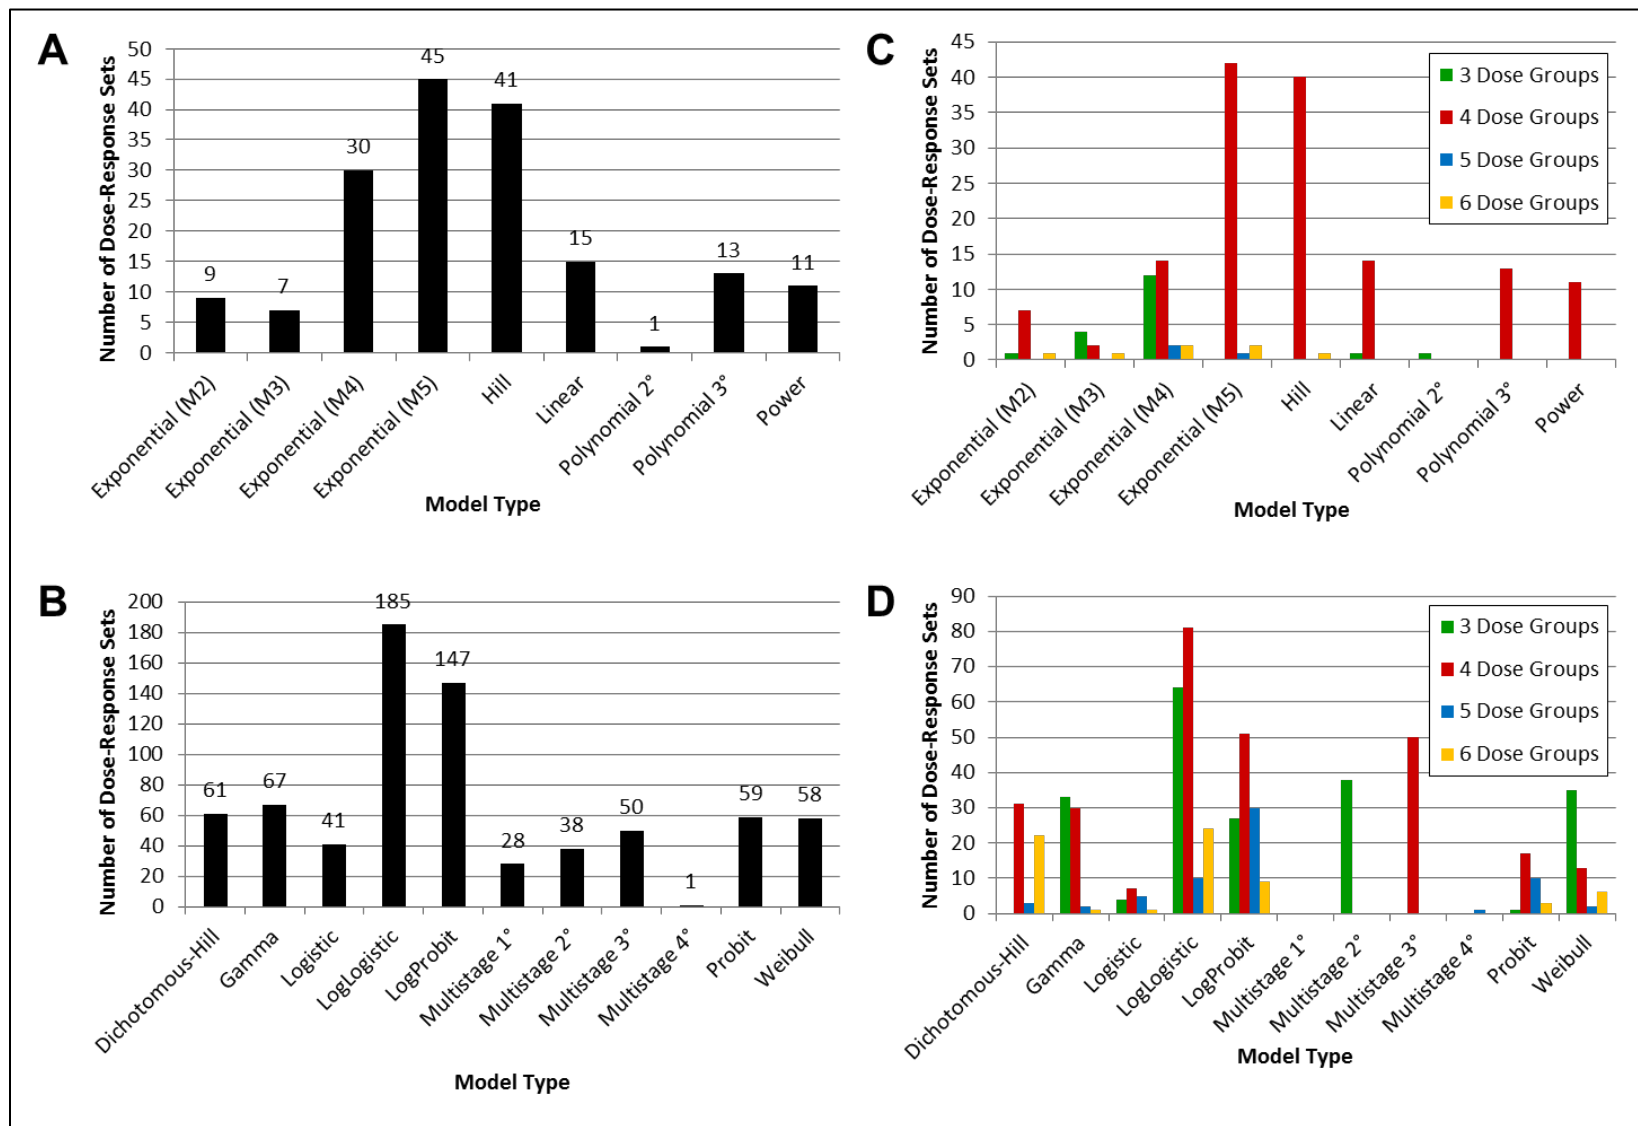 A
Number of Dose-Response Sets
50
45
40
35
30
25
20
15
10
5
0
9
7
30
45
41
15
1
13
11
Exponential (M2)
Exponential (M3)
Exponential (M4)
Exponential (M5)
Hill
Linear
Polynomial 2°
Polynomial 3°
Power
Model Type
C
Number of Dose-Response Sets
45
40
35
30
25
20
15
10
5
0
3 Dose Groups
4 Dose Groups
5 Dose Groups
6 Dose Groups
Exponential (M2)
Exponential (M3)
Exponential (M4)
Exponential (M5)
Hill
Linear
Polynomial 2°
Polynomial 3°
Power
Model Type
B
Number of Dose-Response Sets
200
180
160
140
120
100
80
60
40
20
0
61
67
41
185
147
28
38
50
1
59
58
Dichotomous-Hill
Gamma
Logistic
LogLogistic
LogProbit
Multistage 1°
Multistage 2°
Multistage 3°
Multistage 4°
Probit
Weibull
Model Type
D
Number of Dose-Response Sets
90
80
70
60
50
40
30
20
10
0
3 Dose Groups
4 Dose Groups
5 Dose Groups
6 Dose Groups
Dichotomous-Hill
Gamma
Logistic
LogLogistic
LogProbit
Multistage 1°
Multistage 2°
Multistage 3°
Multistage 4°
Probit
Weibull
Model Type